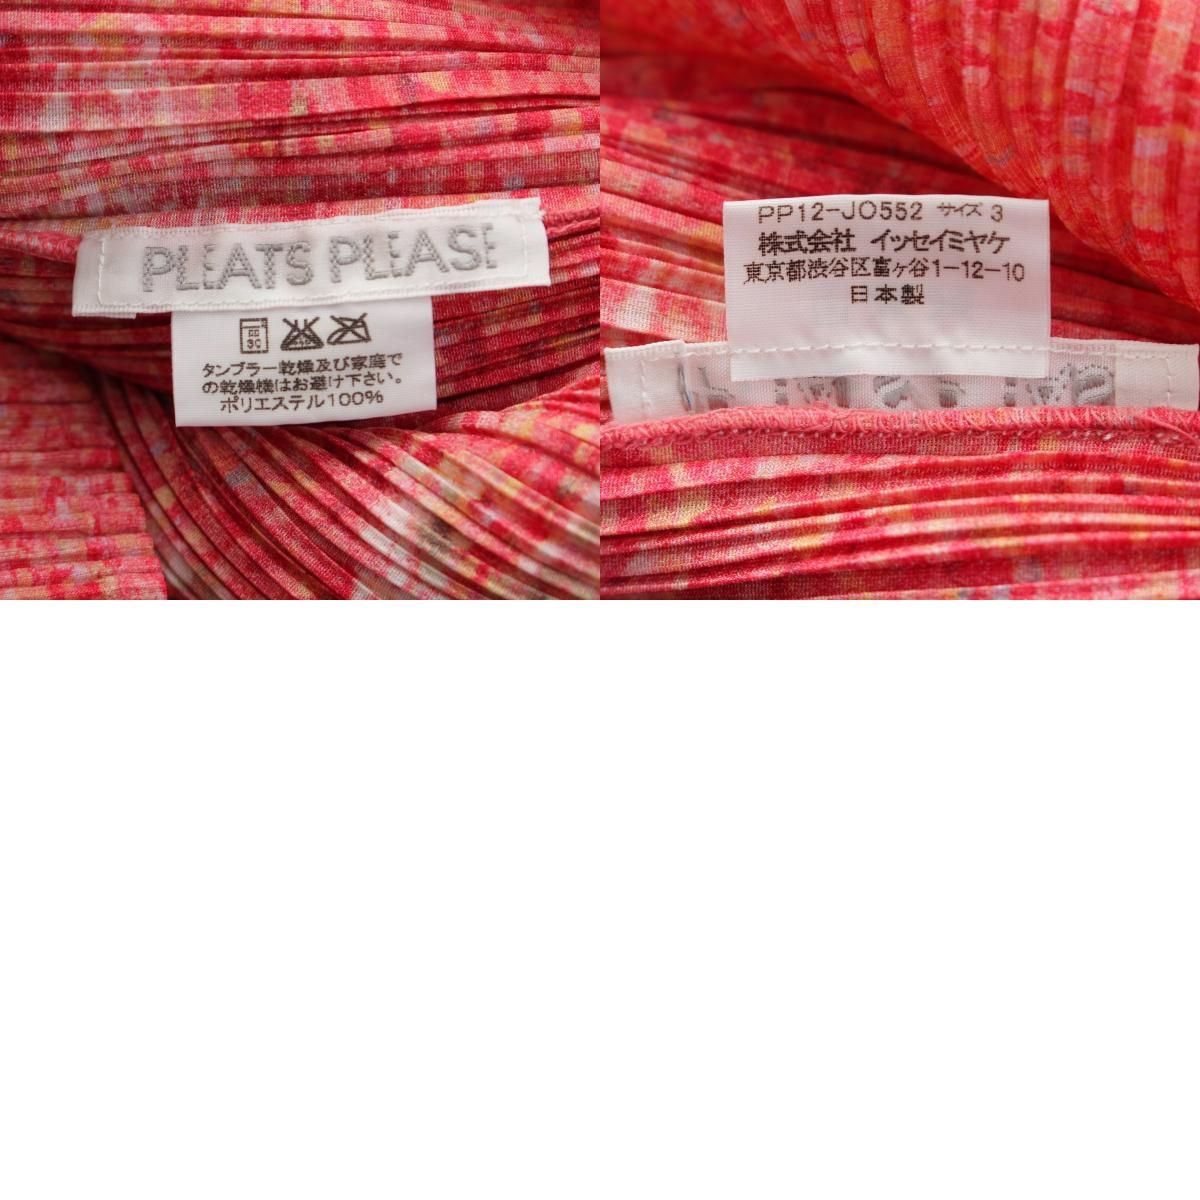 PLEATS PLEASE
タンブラー乾燥及び家庭で
の乾燥機はお避け下さい。
ポリエステル100%
PP12-JO552 サイズ 3
株式会社 イッセイミヤケ
東京都渋谷区富ヶ谷1-12-10
日本製